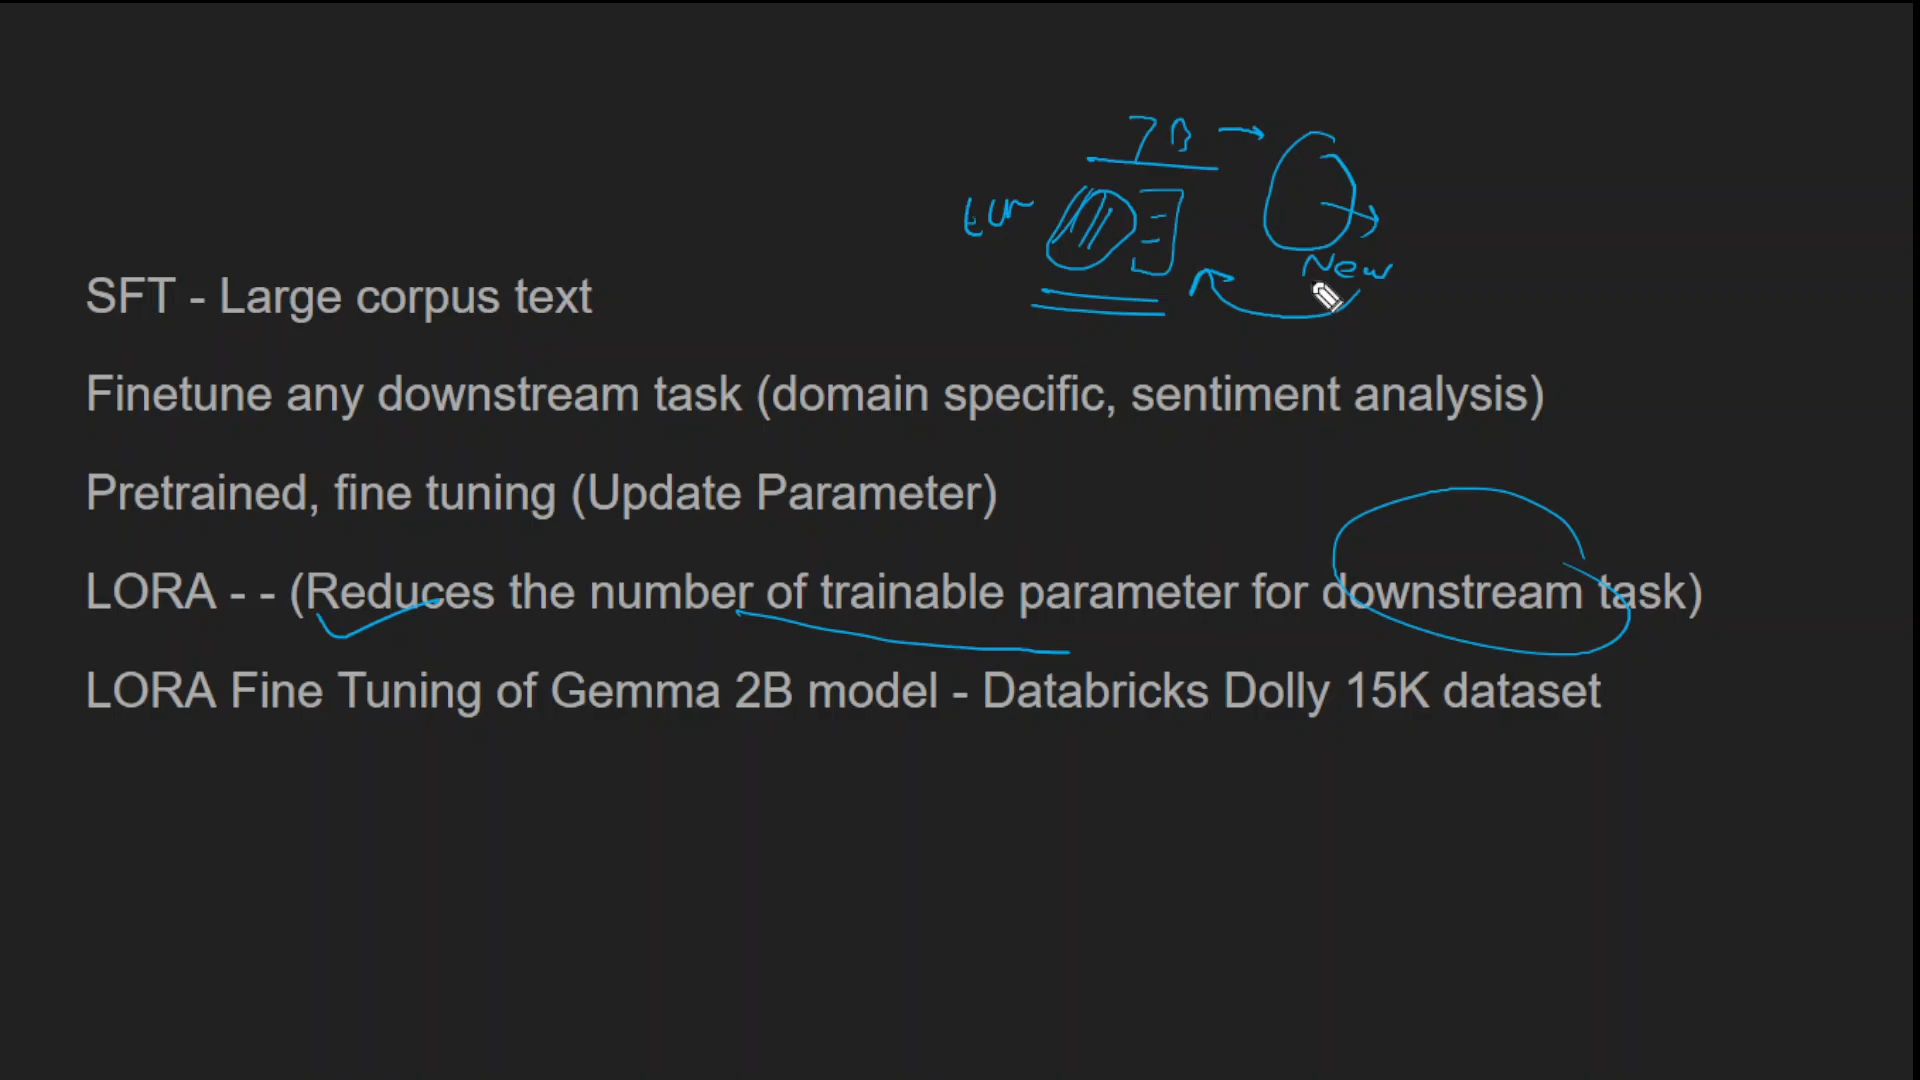 7B
New
SFT - Large corpus text
Finetune any downstream task (domain specific, sentiment analysis)
Pretrained, fine tuning (Update Parameter)
LORA - - (Reduces the number of trainable parameter for downstream task)
LORA Fine Tuning of Gemma 2B model - Databricks Dolly 15K dataset